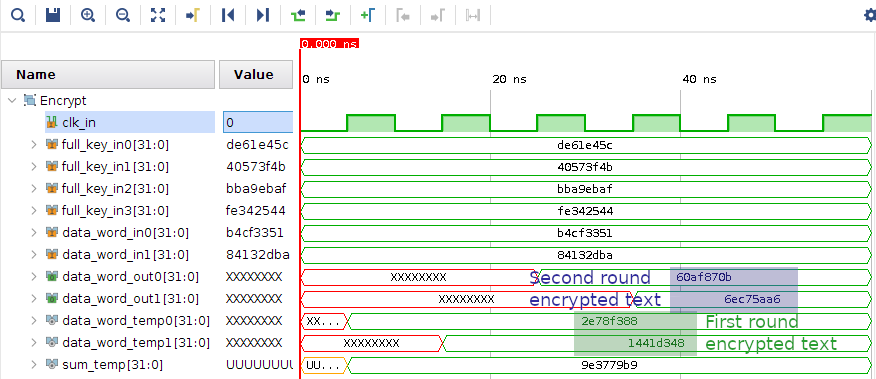 0.000 ns
Name Value 0 ns 20 ns 40 ns
Encrypt
clk_in 0
full_key_in0[31:0] de61e45c de61e45c
full_key_in1[31:0] 40573f4b 40573f4b
full_key_in2[31:0] bba9ebaf bba9ebaf
full_key_in3[31:0] fe342544 fe342544
data_word_in0[31:0] b4cf3351 b4cf3351
data_word_in1[31:0] 84132dba 84132dba
data_word_out0[31:0] XXXXXXXX XXXXXXXX Second round 60af870b
data_word_out1[31:0] XXXXXXXX XXXXXXXX encrypted text 6ec75aa6
data_word_temp0[31:0] XXXXXXXX XX... 2e78f388 First round
data_word_temp1[31:0] XXXXXXXX XXXXXXXX 1441d348 encrypted text
sum_temp[31:0] UUUUUUUU UU... 9e3779b9